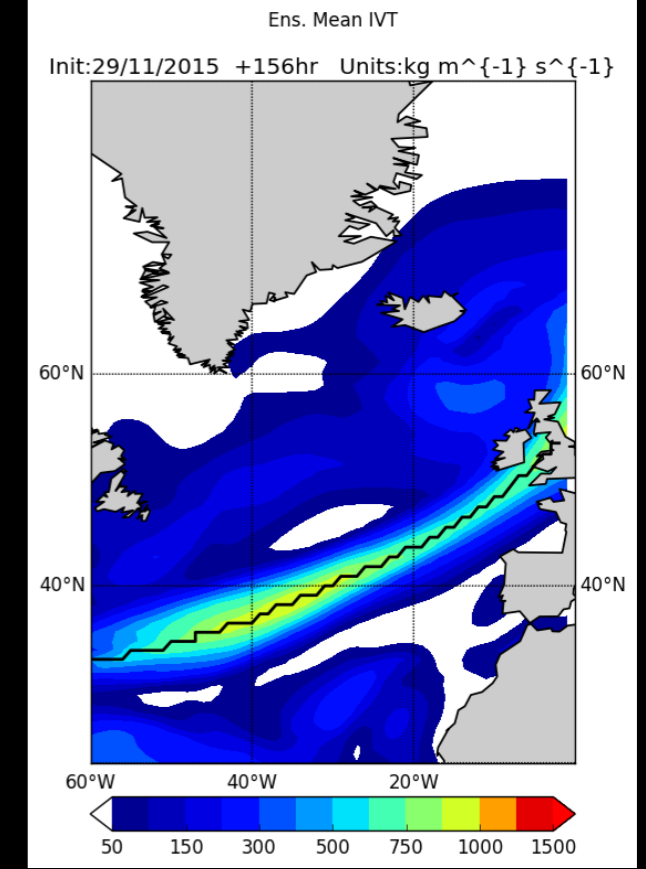 Ens. Mean IVT
Init:29/11/2015 +156hr Units:kg m^{-1} s^{-1}
60°N 60°N
40°N 40°N
60°W 40°W 20°W
50 150 300 500 750 1000 1500